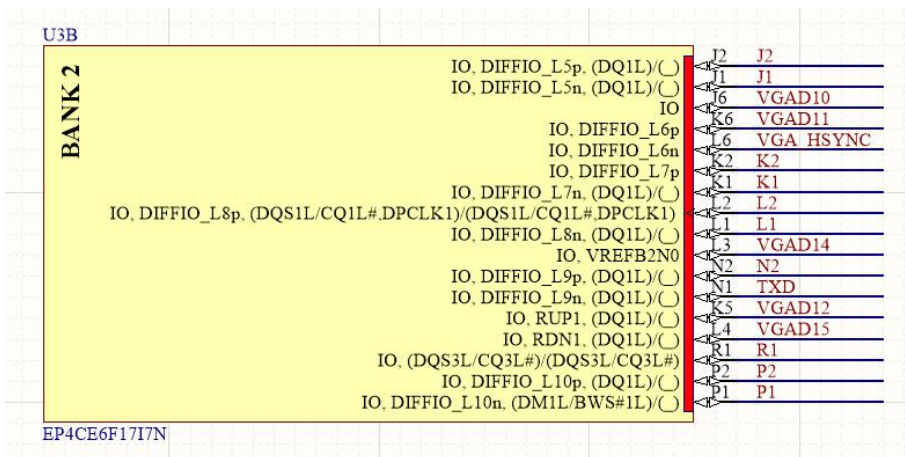 U3B
BANK 2
IO, DIFFIO_L5p, (DQ1L)/(_) J2 J2
IO, DIFFIO_L5n, (DQ1L)/(_) J1 J1
IO J6 VGAD10
IO, DIFFIO_L6p K6 VGAD11
IO, DIFFIO_L6n L6 VGA HSYNC
IO, DIFFIO_L7p K2 K2
IO, DIFFIO_L7n, (DQ1L)/(_) K1 K1
IO, DIFFIO_L8p, (DQS1L/CQ1L#,DPCLK1)/(DQS1L/CQ1L#,DPCLK1) L2 L2
IO, DIFFIO_L8n, (DQ1L)/(_) L1 L1
IO, VREFB2N0 L3 VGAD14
IO, DIFFIO_L9p, (DQ1L)/(_) N2 N2
IO, DIFFIO_L9n, (DQ1L)/(_) N1 TXD
IO, RUP1, (DQ1L)/(_) K5 VGAD12
IO, RDN1, (DQ1L)/(_) L4 VGAD15
IO, (DQS3L/CQ3L#)/(DQS3L/CQ3L#) R1 R1
IO, DIFFIO_L10p, (DQ1L)/(_) P2 P2
IO, DIFFIO_L10n, (DM1L/BWS#1L)/(_) P1 P1
EP4CE6F17I7N